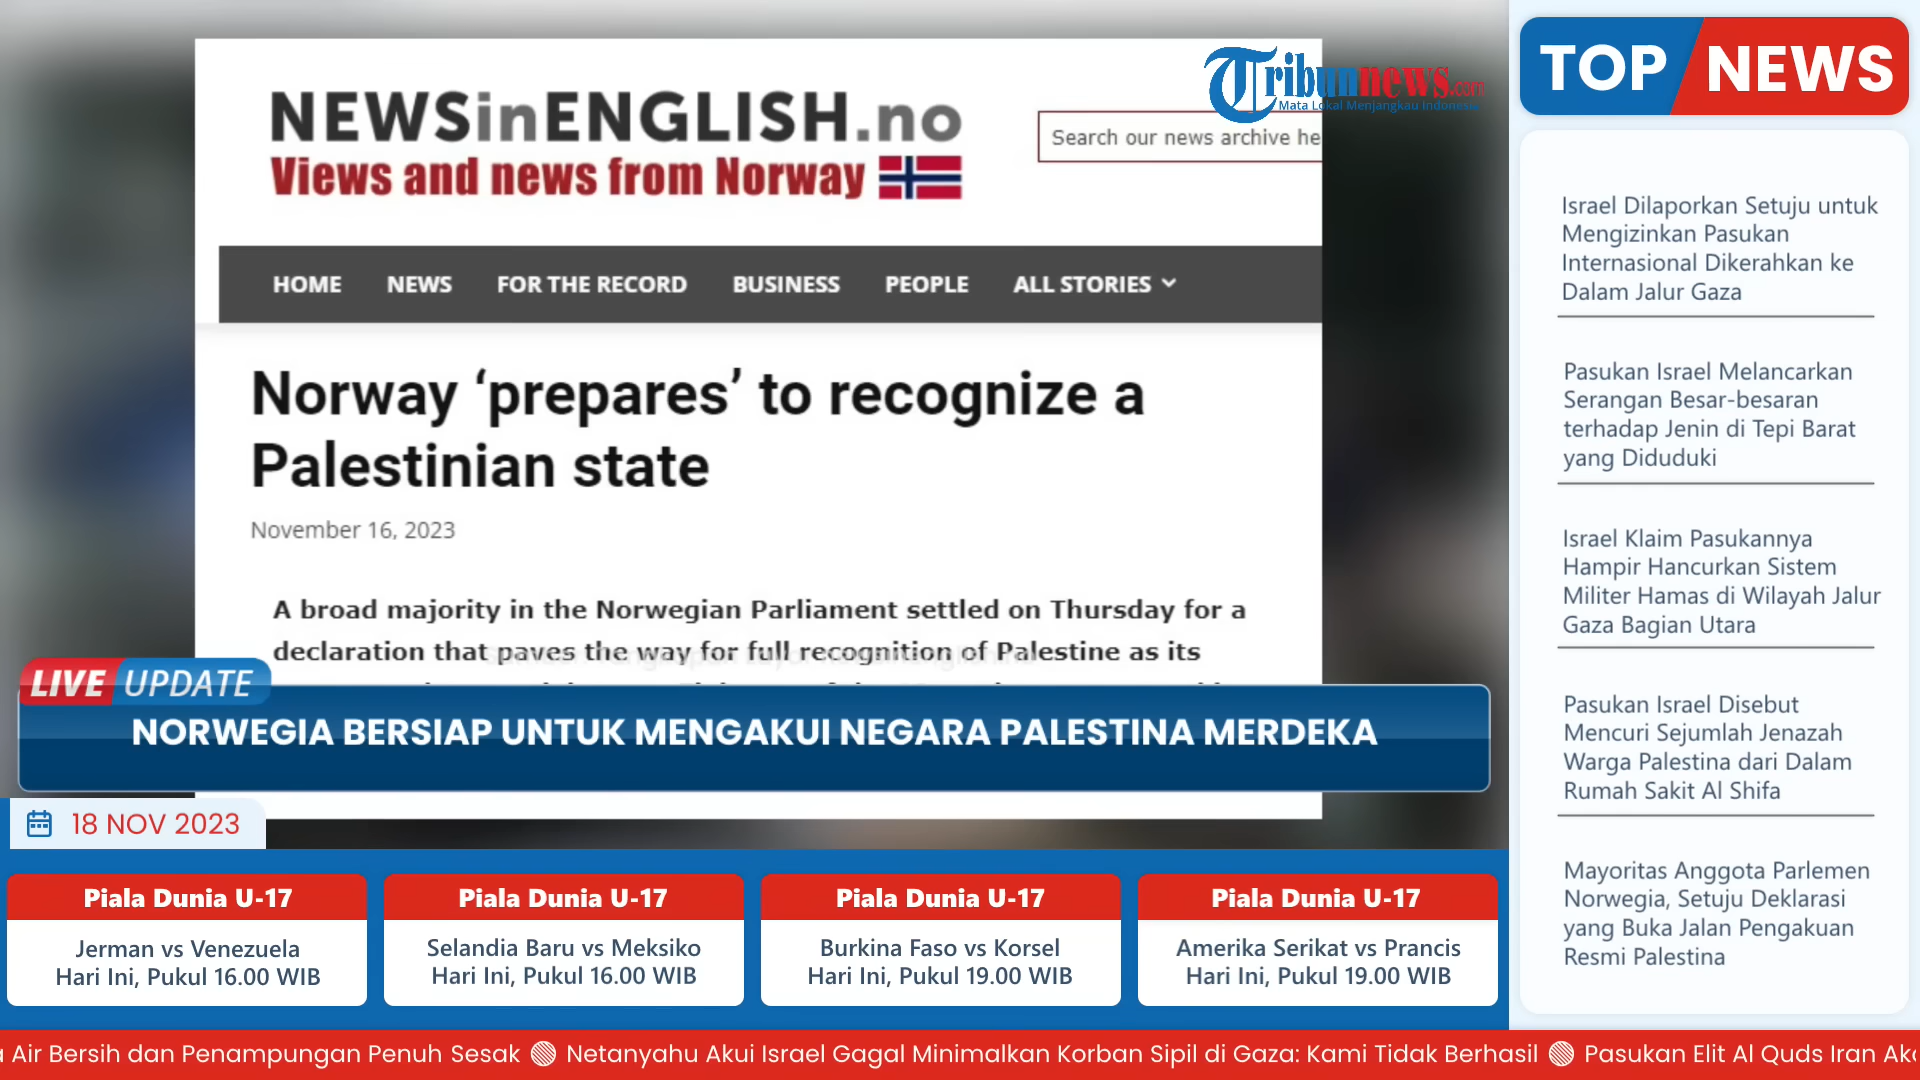 NEWSinENGLISH.no
Views and news from Norway
Search our news archive he
Tribunnews.com
Mata Lokal Menjangkau Indonesia
HOME NEWS FOR THE RECORD BUSINESS PEOPLE ALL STORIES
Norway ‘prepares’ to recognize a
Palestinian state
November 16, 2023
A broad majority in the Norwegian Parliament settled on Thursday for a
declaration that paves the way for full recognition of Palestine as its
LIVE UPDATE
NORWEGIA BERSIAP UNTUK MENGAKUI NEGARA PALESTINA MERDEKA
18 NOV 2023
Piala Dunia U-17
Jerman vs Venezuela
Hari Ini, Pukul 16.00 WIB
Piala Dunia U-17
Selandia Baru vs Meksiko
Hari Ini, Pukul 16.00 WIB
Piala Dunia U-17
Burkina Faso vs Korsel
Hari Ini, Pukul 19.00 WIB
Piala Dunia U-17
Amerika Serikat vs Prancis
Hari Ini, Pukul 19.00 WIB
TOP NEWS
Israel Dilaporkan Setuju untuk
Mengizinkan Pasukan
Internasional Dikerahkan ke
Dalam Jalur Gaza
Pasukan Israel Melancarkan
Serangan Besar-besaran
terhadap Jenin di Tepi Barat
yang Diduduki
Israel Klaim Pasukannya
Hampir Hancurkan Sistem
Militer Hamas di Wilayah Jalur
Gaza Bagian Utara
Pasukan Israel Disebut
Mencuri Sejumlah Jenazah
Warga Palestina dari Dalam
Rumah Sakit Al Shifa
Mayoritas Anggota Parlemen
Norwegia, Setuju Deklarasi
yang Buka Jalan Pengakuan
Resmi Palestina
Air Bersih dan Penampungan Penuh Sesak Netanyahu Akui Israel Gagal Minimalkan Korban Sipil di Gaza: Kami Tidak Berhasil Pasukan Elit Al Quds Iran